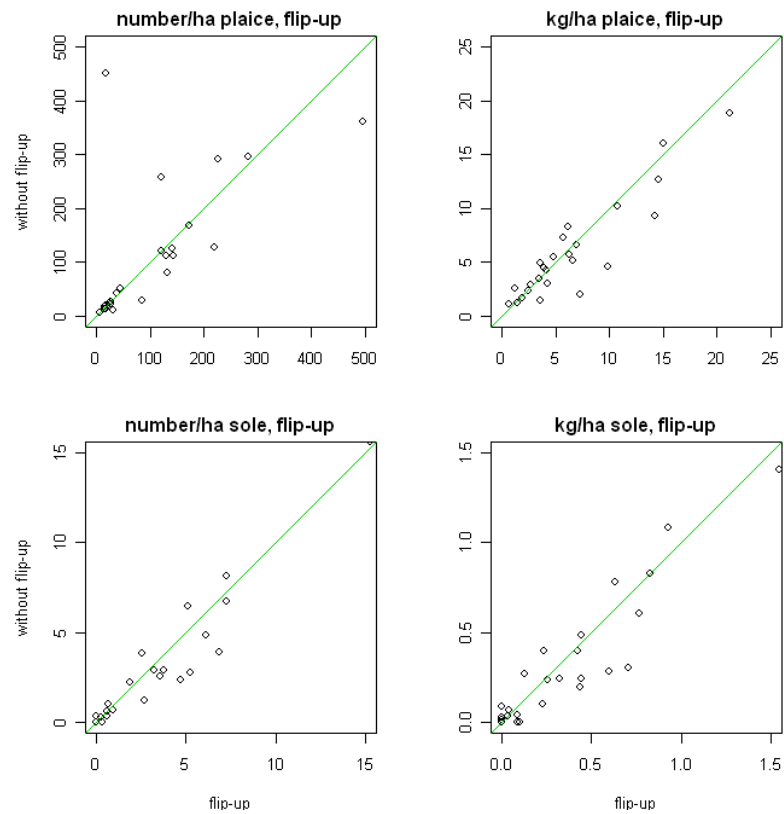 number/ha plaice, flip-up
without flip-up
500
400
300
200
100
0
0 100 200 300 400 500
kg/ha plaice, flip-up
25
20
15
10
5
0
0 5 10 15 20 25
number/ha sole, flip-up
without flip-up
15
10
5
0
0 5 10 15
flip-up
kg/ha sole, flip-up
1.5
1.0
0.5
0.0
0.0 0.5 1.0 1.5
flip-up